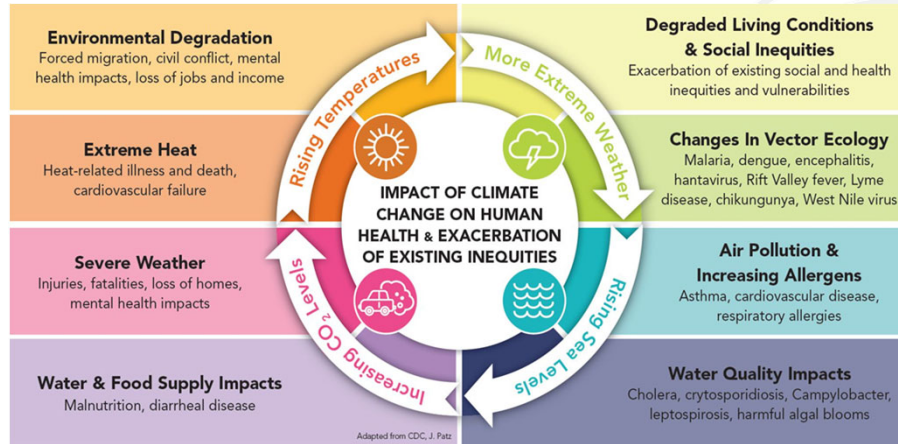 Environmental Degradation
Forced migration, civil conflict, mental
health impacts, loss of jobs and income
Extreme Heat
Heat-related illness and death,
cardiovascular failure
Severe Weather
Injuries, fatalities, loss of homes,
mental health impacts
Water & Food Supply Impacts
Malnutrition, diarrheal disease
Rising Temperatures
More Extreme Weather
Rising Sea Levels
Increasing CO₂ Levels
IMPACT OF CLIMATE
CHANGE ON HUMAN
HEALTH & EXACERBATION
OF EXISTING INEQUITIES
Degraded Living Conditions
& Social Inequities
Exacerbation of existing social and health
inequities and vulnerabilities
Changes In Vector Ecology
Malaria, dengue, encephalitis,
hantavirus, Rift Valley fever, Lyme
disease, chikungunya, West Nile virus
Air Pollution &
Increasing Allergens
Asthma, cardiovascular disease,
respiratory allergies
Water Quality Impacts
Cholera, crytosporidiosis, Campylobacter,
leptospirosis, harmful algal blooms
Adapted from CDC, J. Patz